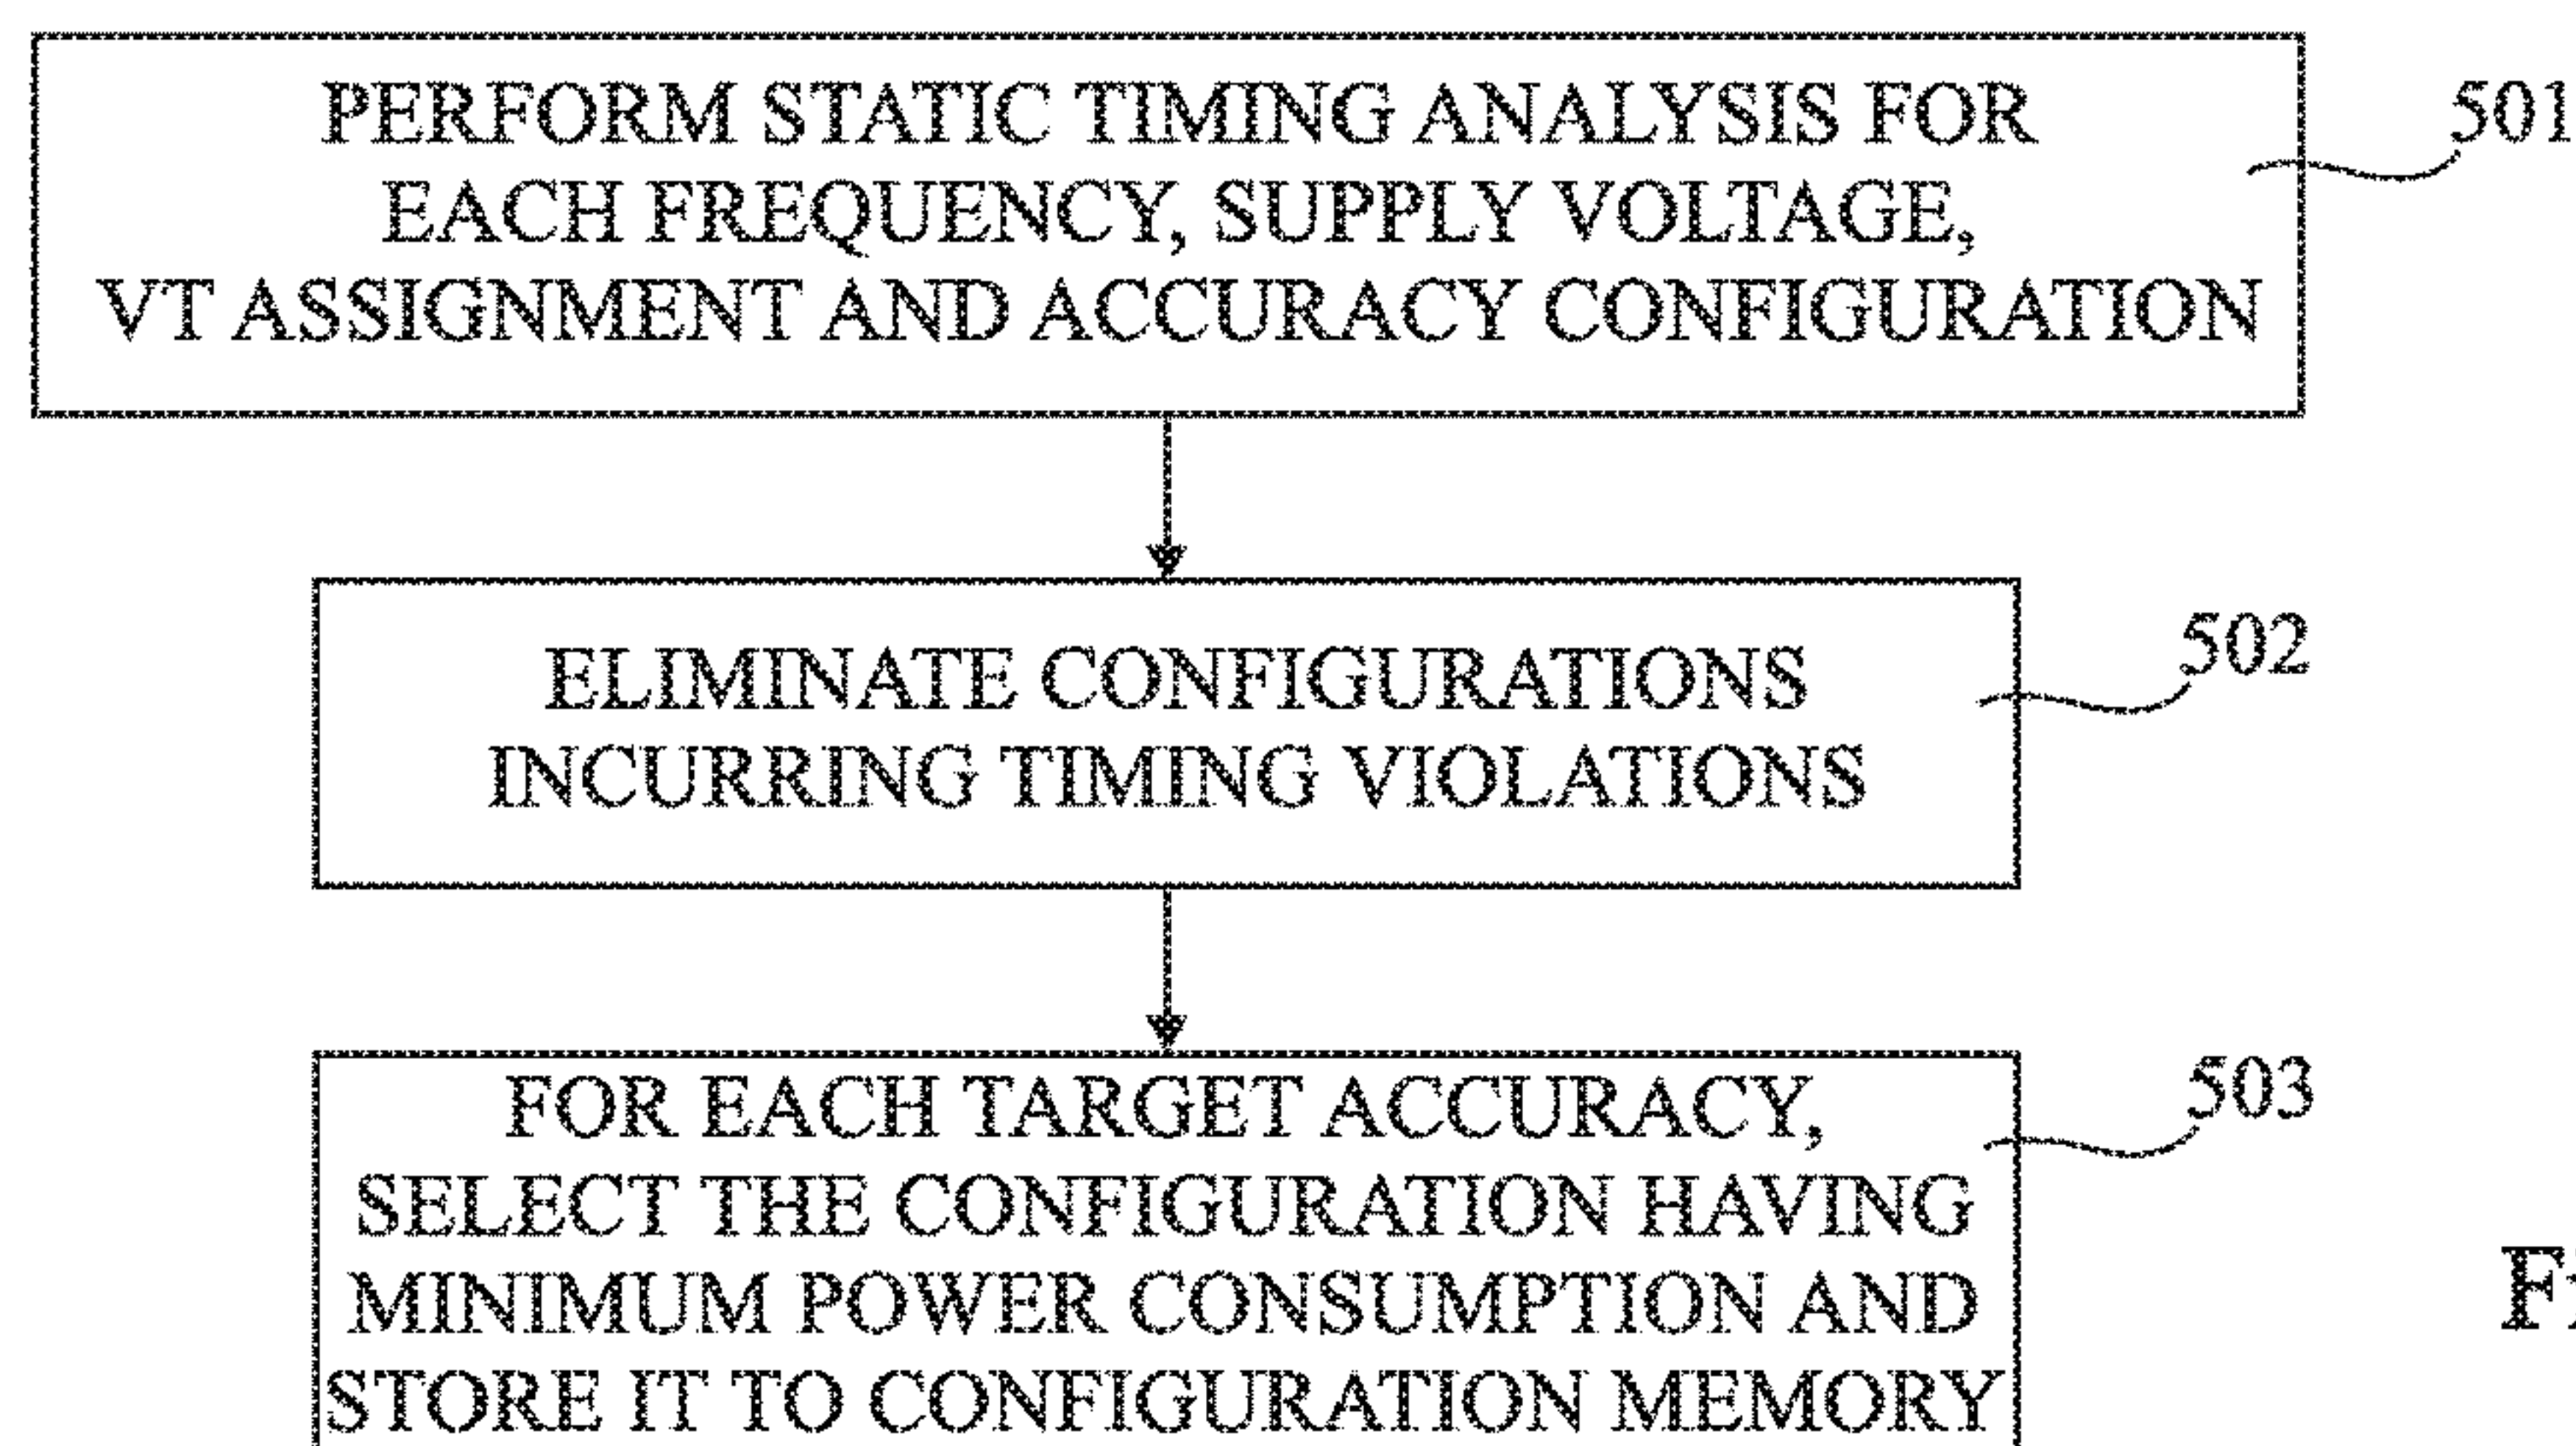 PERFORM STATIC TIMING ANALYSIS FOR
EACH FREQUENCY, SUPPLY VOLTAGE,
VT ASSIGNMENT AND ACCURACY CONFIGURATION
501
ELIMINATE CONFIGURATIONS
INCURRING TIMING VIOLATIONS
502
FOR EACH TARGET ACCURACY,
SELECT THE CONFIGURATION HAVING
MINIMUM POWER CONSUMPTION AND
STORE IT TO CONFIGURATION MEMORY
503